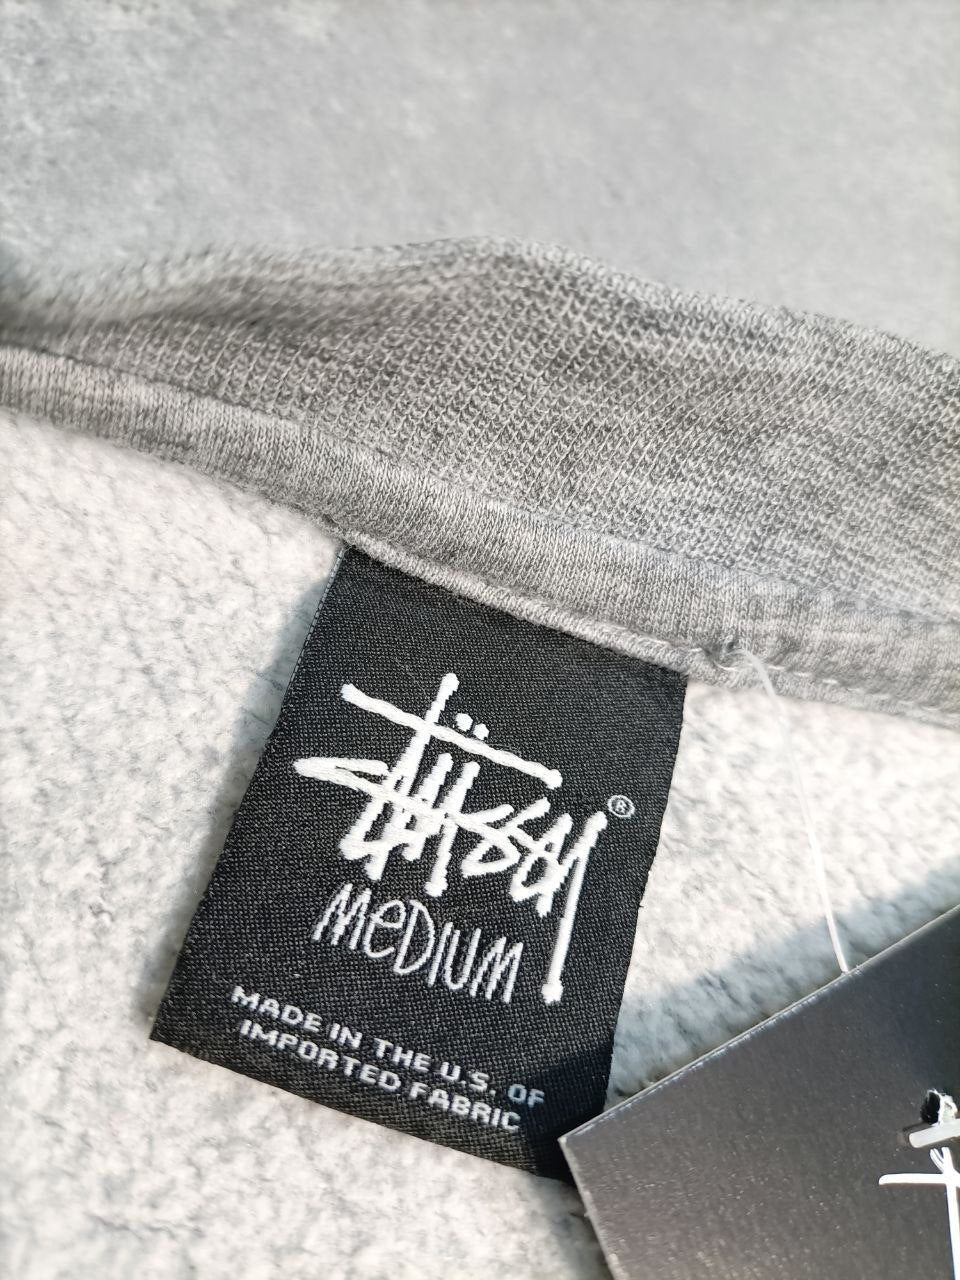 Stüssy ®
MEDIUM
MADE IN THE U.S. OF
IMPORTED FABRIC